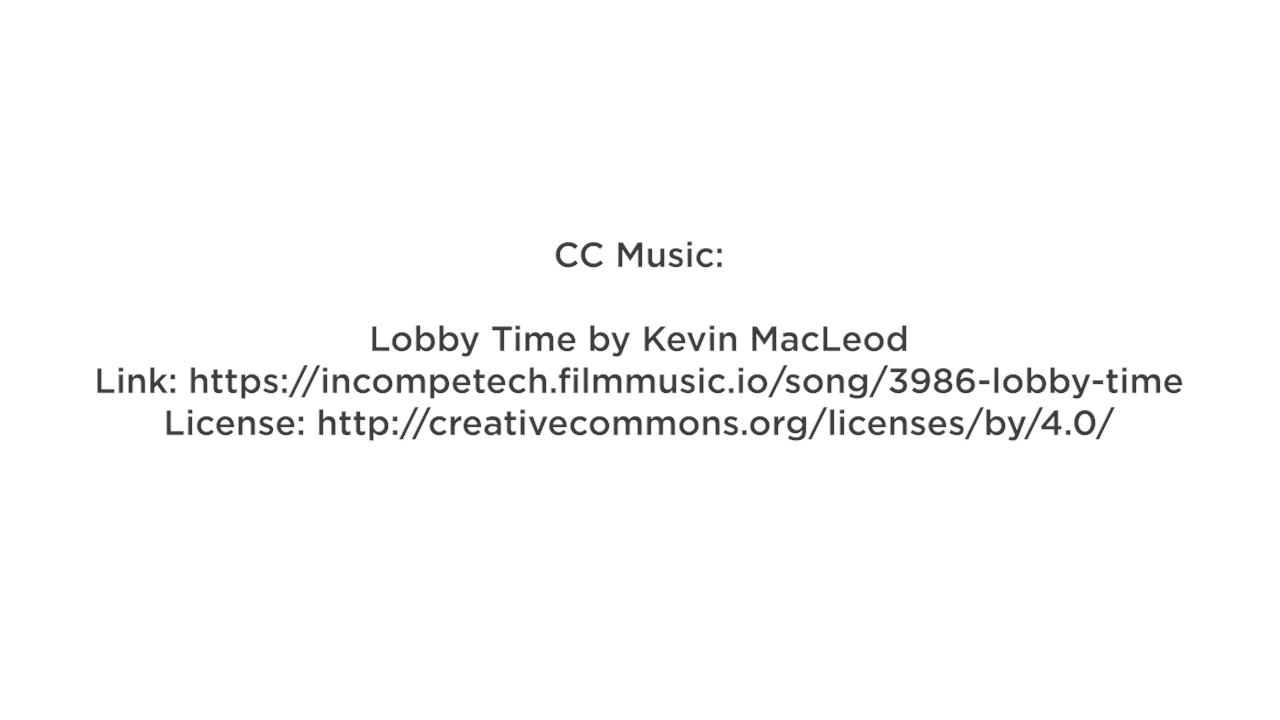 CC Music:
Lobby Time by Kevin MacLeod
Link: https://incompetech.filmmusic.io/song/3986-lobby-time
License: http://creativecommons.org/licenses/by/4.0/